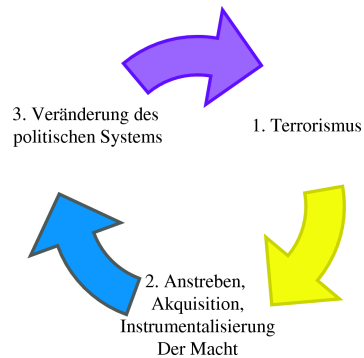 3. Veränderung des
politischen Systems
1. Terrorismus
2. Anstreben,
Akquisition,
Instrumentalisierung
Der Macht